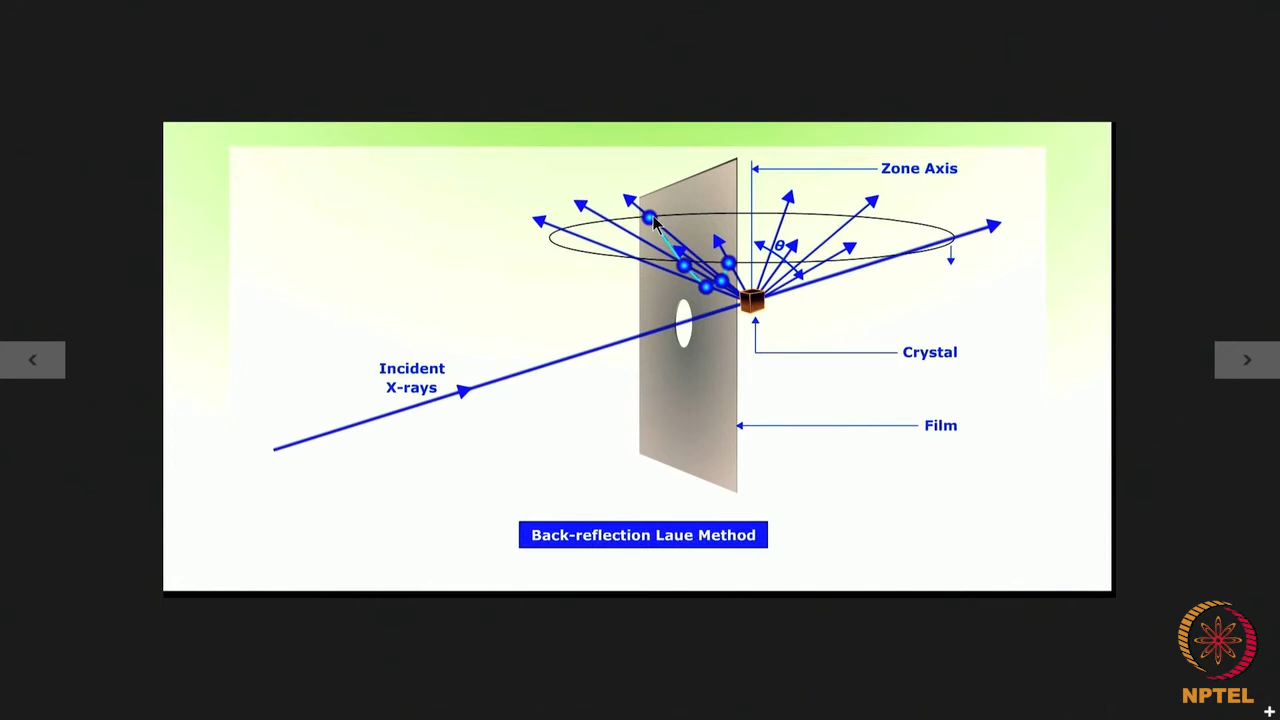 Zone Axis
θ
Crystal
Incident
X-rays
Film
Back-reflection Laue Method
NPTEL